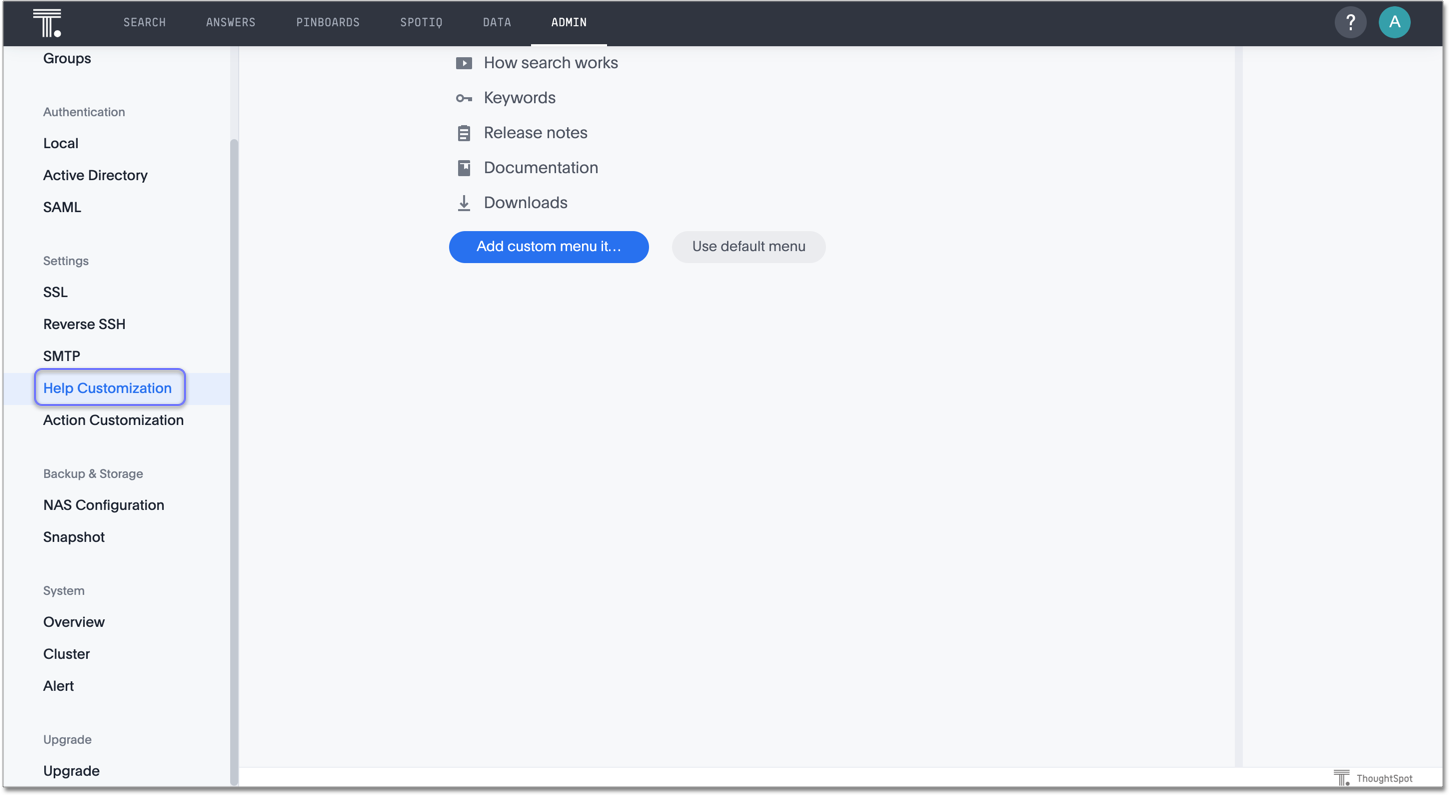 SEARCH ANSWERS PINBOARDS SPOTIQ DATA ADMIN ? A
Groups
Authentication
Local
Active Directory
SAML
Settings
SSL
Reverse SSH
SMTP
Help Customization
Action Customization
Backup & Storage
NAS Configuration
Snapshot
System
Overview
Cluster
Alert
Upgrade
Upgrade
How search works
Keywords
Release notes
Documentation
Downloads
Add custom menu it... Use default menu
ThoughtSpot